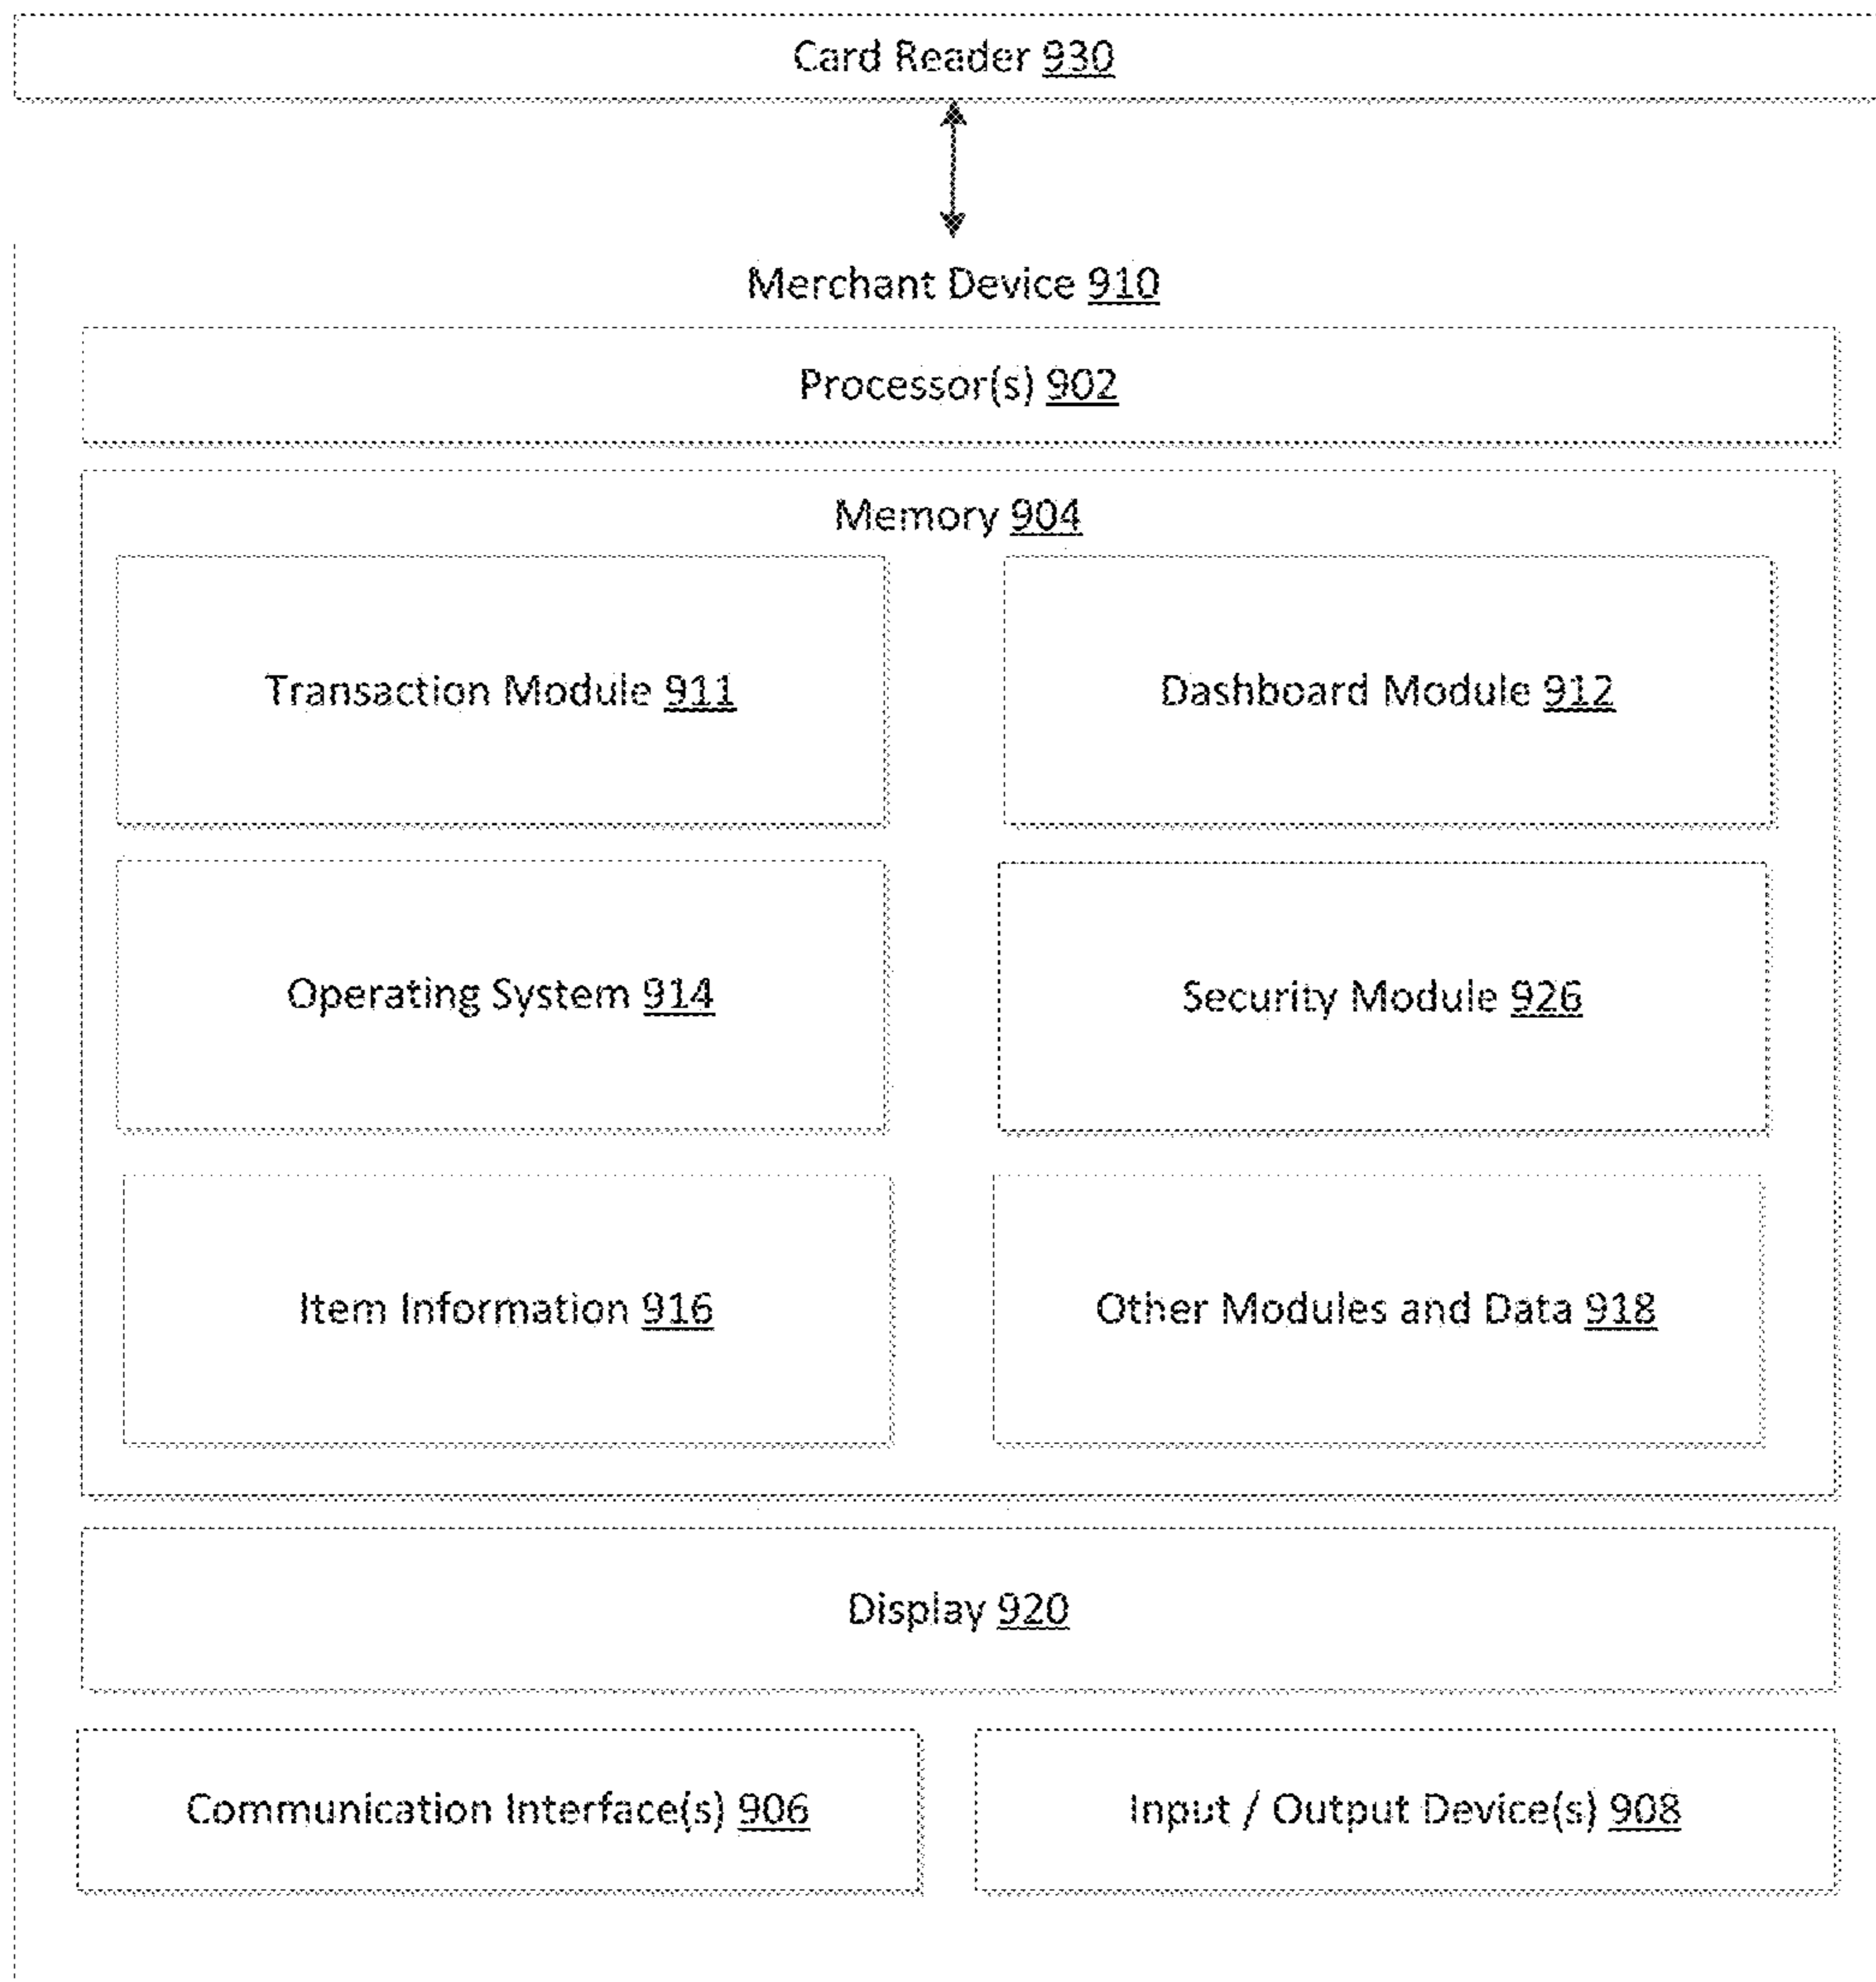 Card Reader 930
Merchant Device 910
Processor(s) 902
Memory 904
Transaction Module 911
Dashboard Module 912
Operating System 914
Security Module 926
Item Information 916
Other Modules and Data 918
Display 920
Communication Interface(s) 906
Input / Output Device(s) 908